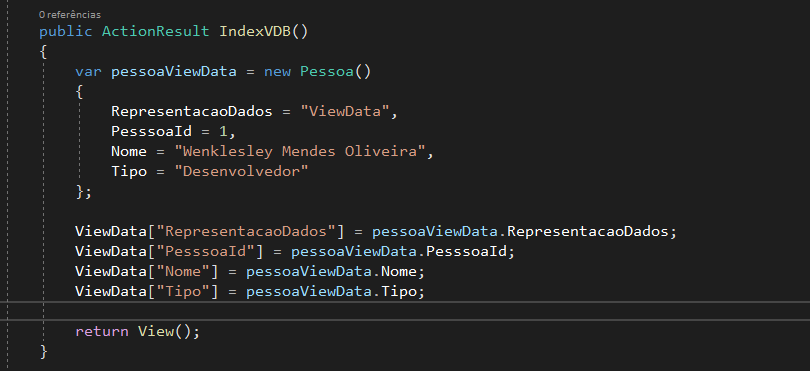 0 referências
public ActionResult IndexVDB()
{
var pessoaViewData = new Pessoa()
{
RepresentacaoDados = "ViewData",
PesssoaId = 1,
Nome = "Wenklesley Mendes Oliveira",
Tipo = "Desenvolvedor"
};
ViewData["RepresentacaoDados"] = pessoaViewData.RepresentacaoDados;
ViewData["PesssoaId"] = pessoaViewData.PesssoaId;
ViewData["Nome"] = pessoaViewData.Nome;
ViewData["Tipo"] = pessoaViewData.Tipo;
return View();
}